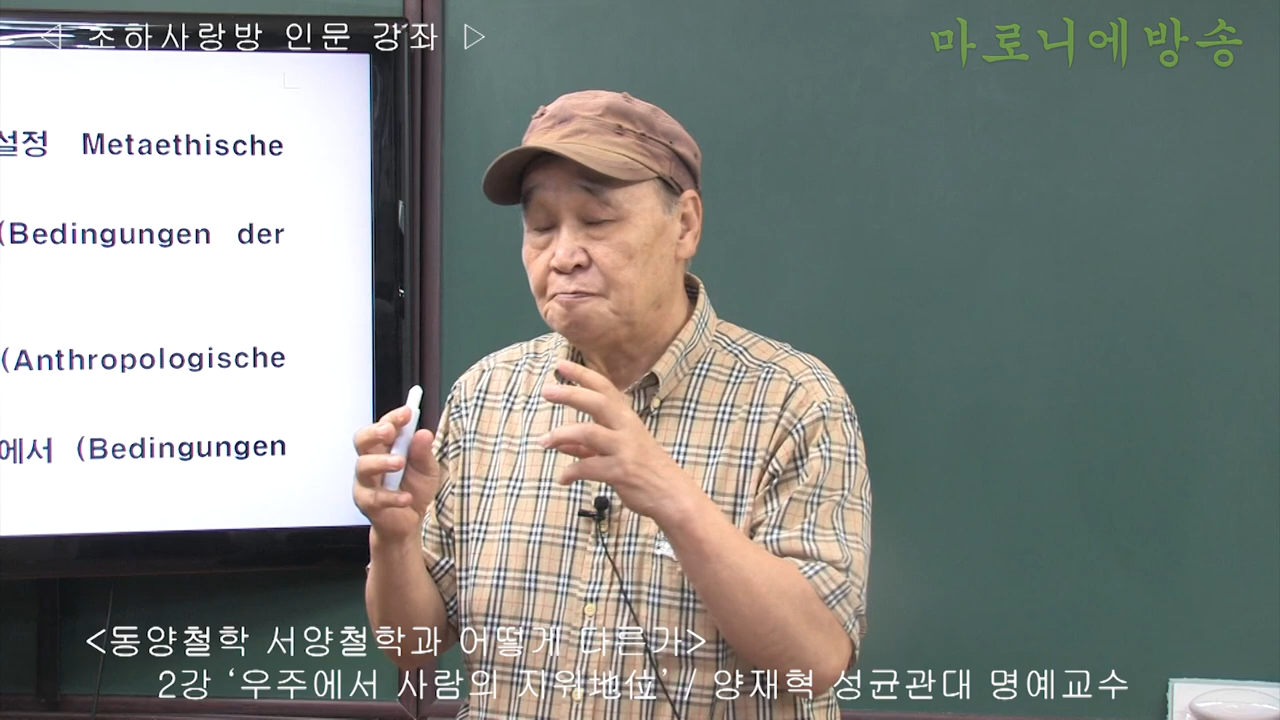 ◁ 조하사랑방 인문 강좌 ▷
마로니에방송
설정 Metaethische
(Bedingungen der
(Anthropologische
에서 (Bedingungen
<동양철학 서양철학과 어떻게 다른가>
2강 ‘우주에서 사람의 지위地位’ / 양재혁 성균관대 명예교수